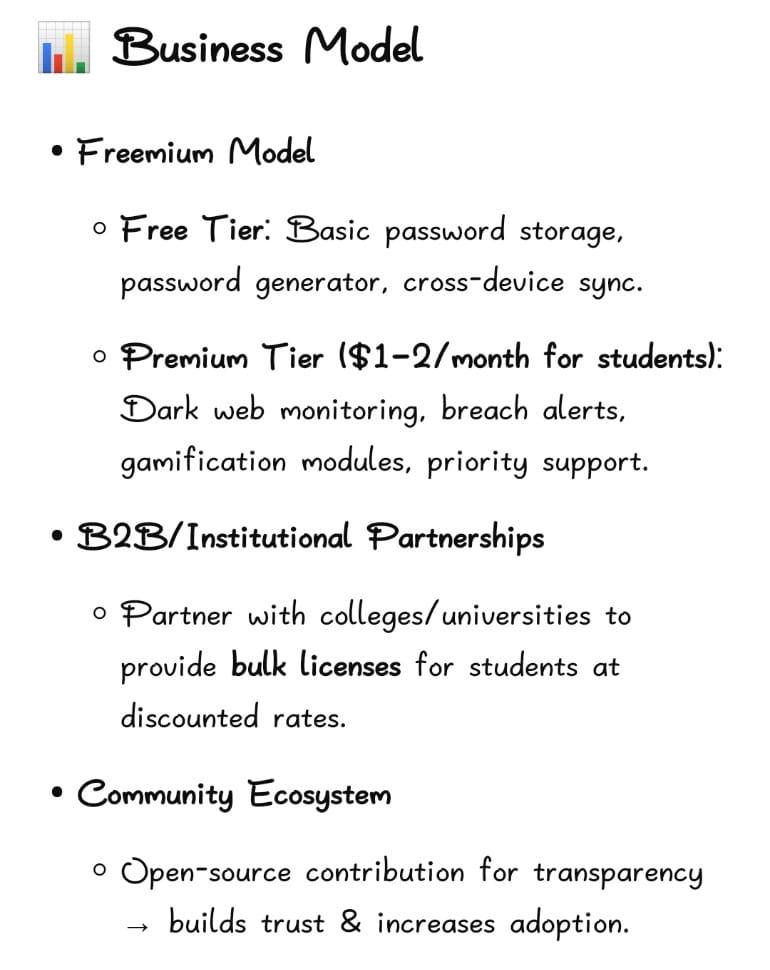 📊 Business Model
• Freemium Model
○ Free Tier: Basic password storage,
password generator, cross-device sync.
○ Premium Tier ($1-2/month for students):
Dark web monitoring, breach alerts,
gamification modules, priority support.
• B2B/Institutional Partnerships
○ Partner with colleges/universities to
provide bulk licenses for students at
discounted rates.
• Community Ecosystem
○ Open-source contribution for transparency
→ builds trust & increases adoption.